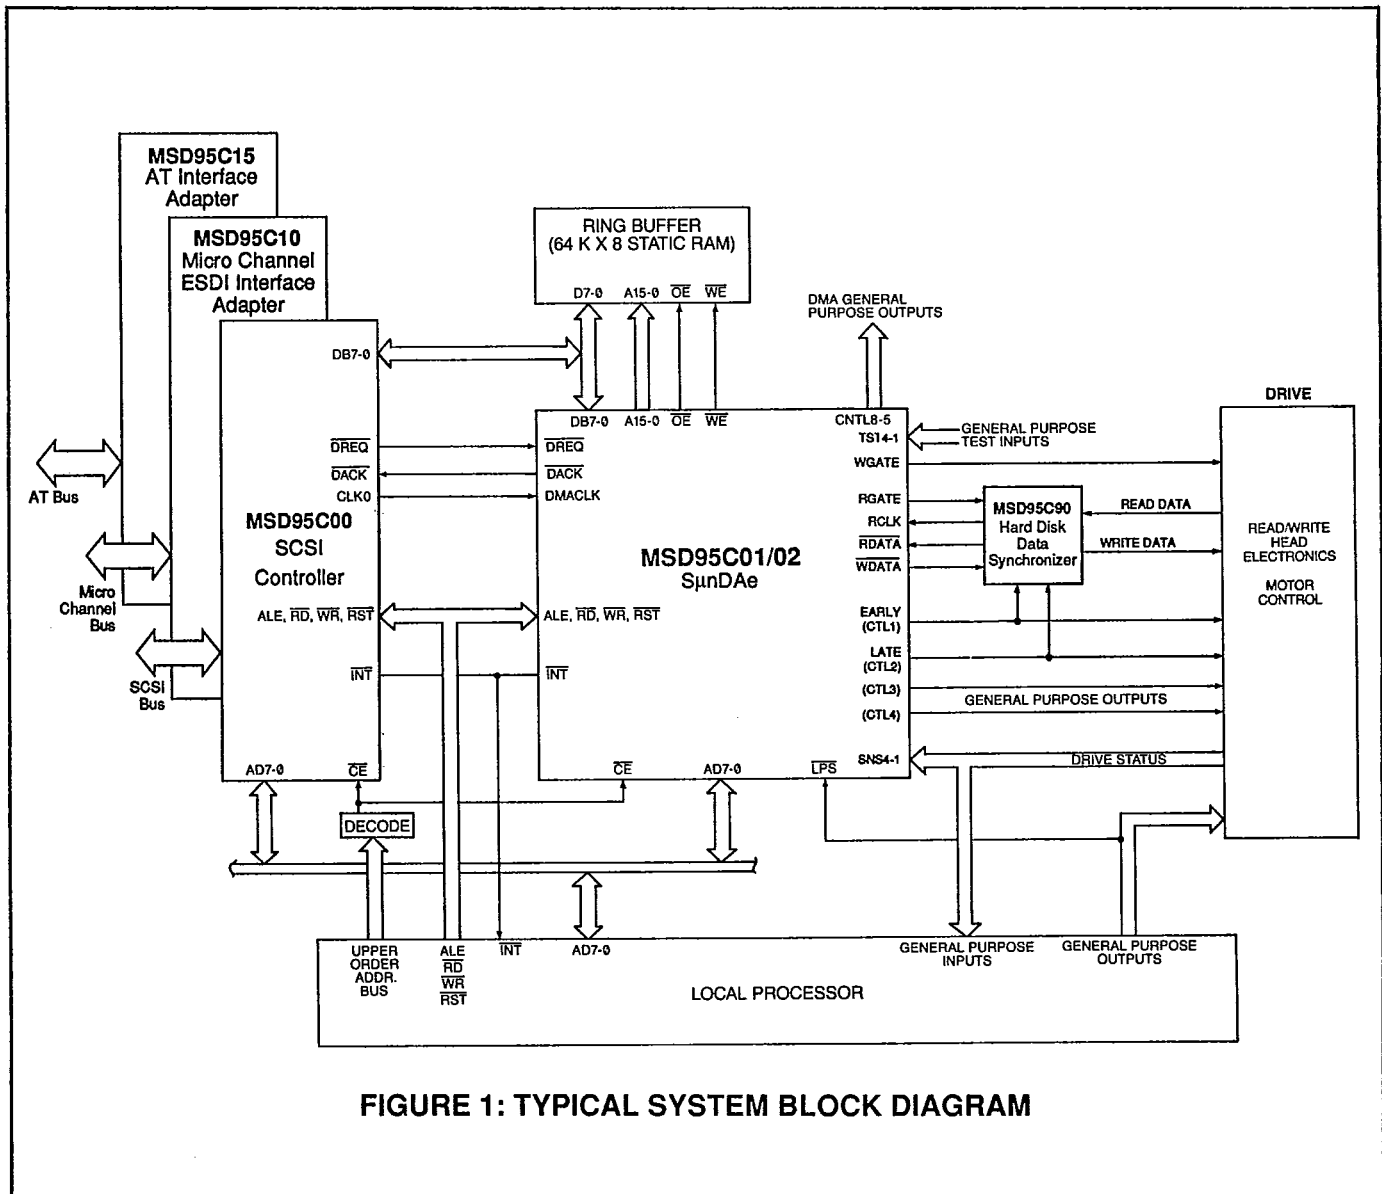 MSD95C15
AT Interface
Adapter
MSD95C10
Micro Channel
ESDI Interface
Adapter
DB7-0
DREQ
DACK
CLK0
MSD95C00
SCSI
Controller
ALE, RD, WR, RST
INT
AD7-0
CE
AT Bus
Micro
Channel
Bus
SCSI
Bus
RING BUFFER
(64 K X 8 STATIC RAM)
D7-0 A15-0 OE WE
DB7-0 A15-0 OE WE
DREQ
DACK
DMACLK
MSD95C01/02
SµnDAe
ALE, RD, WR, RST
INT
CE
AD7-0
LPS
DMA GENERAL
PURPOSE OUTPUTS
CNTL8-5
TST4-1
GENERAL PURPOSE
TEST INPUTS
WGATE
RGATE
RCLK
RDATA
WDATA
EARLY
(CTL1)
LATE
(CTL2)
(CTL3)
GENERAL PURPOSE OUTPUTS
(CTL4)
SNS4-1
DRIVE STATUS
MSD95C90
Hard Disk
Data
Synchronizer
READ DATA
WRITE DATA
DRIVE
READ/WRITE
HEAD
ELECTRONICS
MOTOR
CONTROL
DECODE
UPPER
ORDER
ADDR.
BUS
ALE
RD
WR
RST
INT
AD7-0
GENERAL PURPOSE
INPUTS
GENERAL PURPOSE
OUTPUTS
LOCAL PROCESSOR
FIGURE 1: TYPICAL SYSTEM BLOCK DIAGRAM